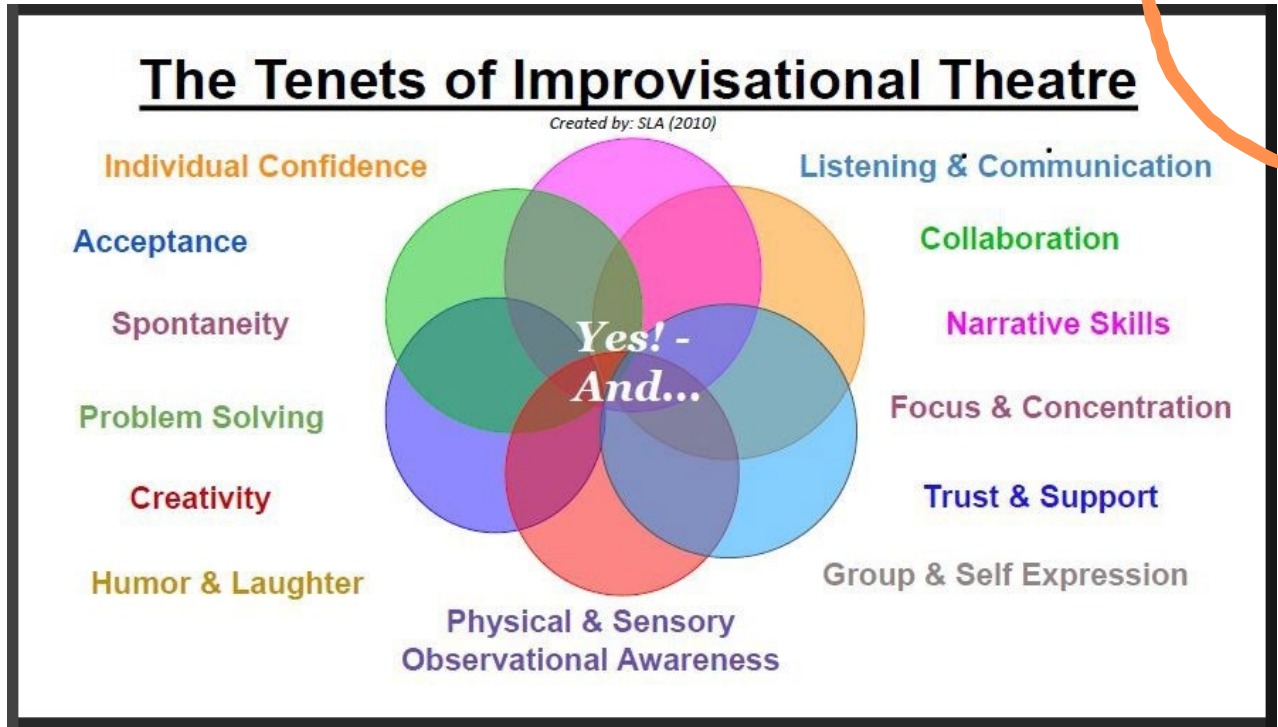 The Tenets of Improvisational Theatre
Created by: SLA (2010)
Individual Confidence
Acceptance
Spontaneity
Problem Solving
Creativity
Humor & Laughter
Yes! -
And...
Listening & Communication
Collaboration
Narrative Skills
Focus & Concentration
Trust & Support
Group & Self Expression
Physical & Sensory
Observational Awareness